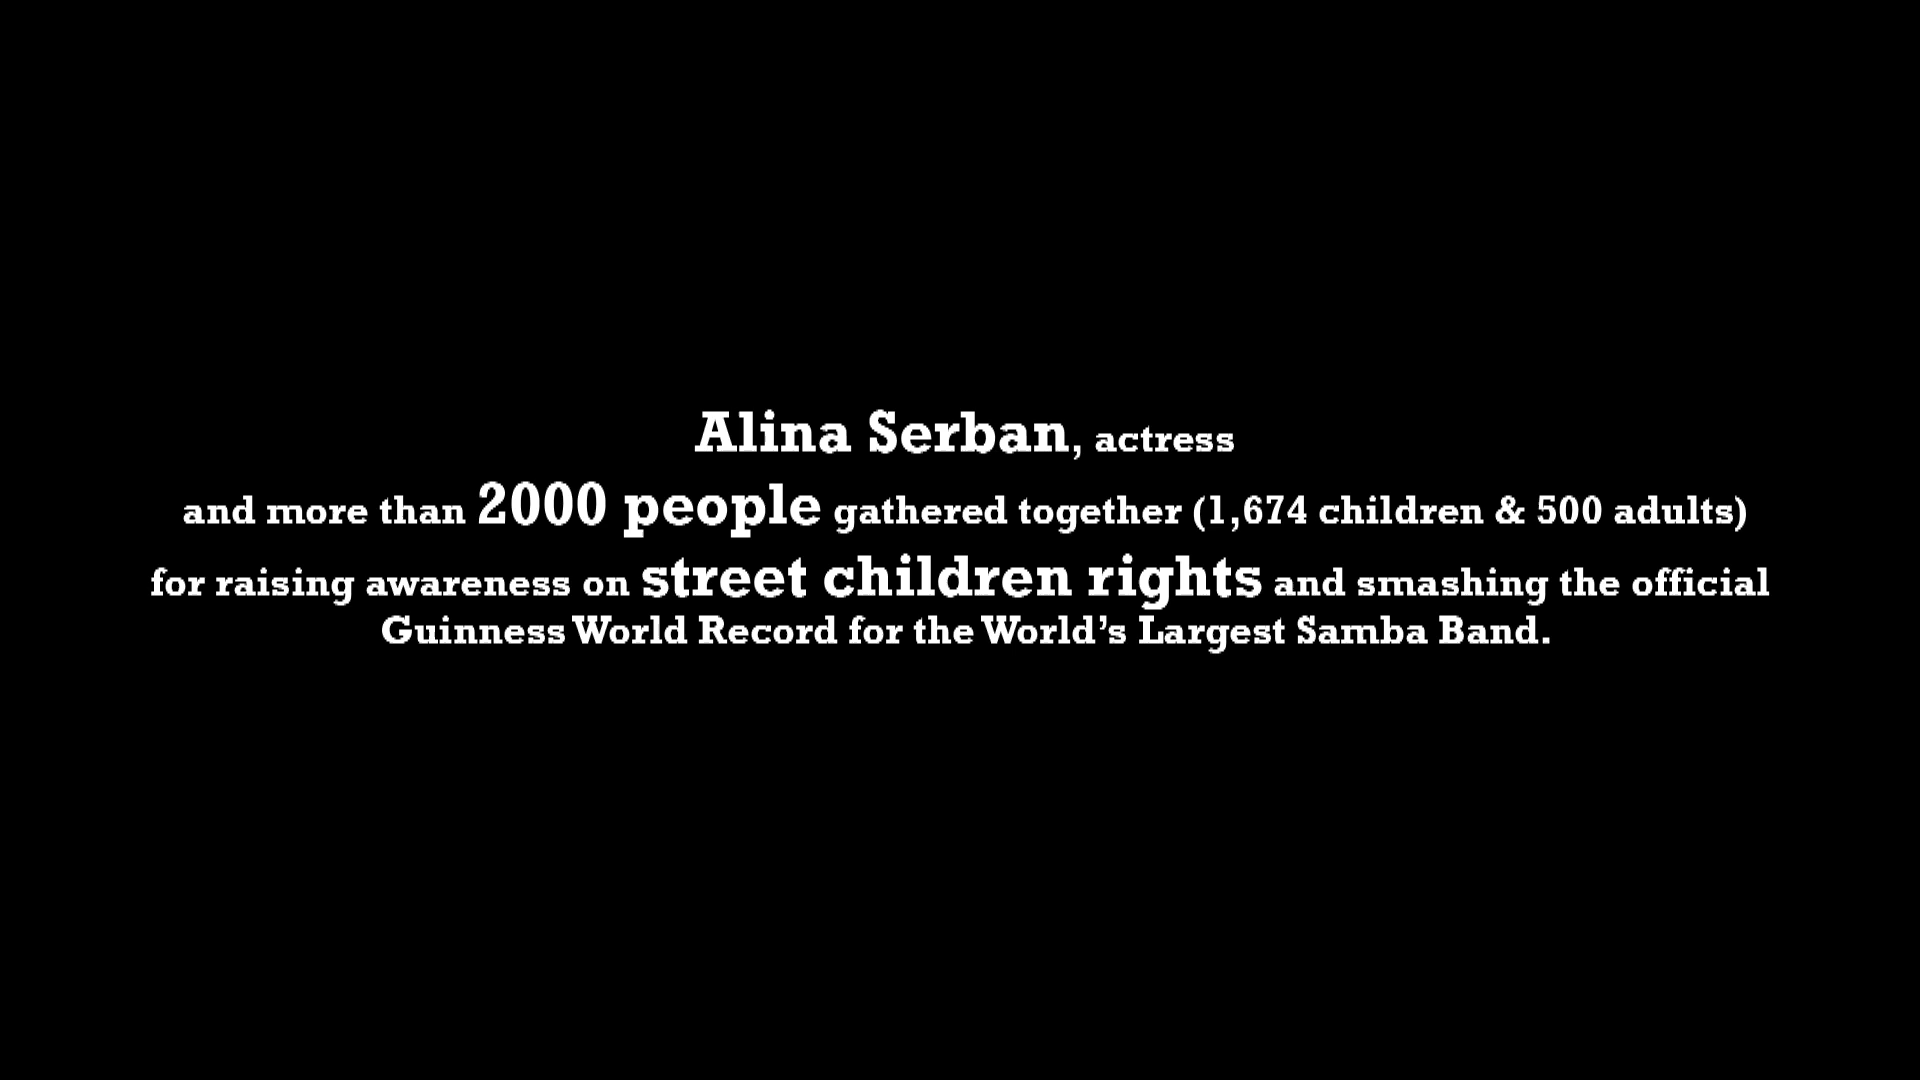 Alina Serban, actress
and more than 2000 people gathered together (1,674 children & 500 adults)
for raising awareness on street children rights and smashing the official
Guinness World Record for the World’s Largest Samba Band.